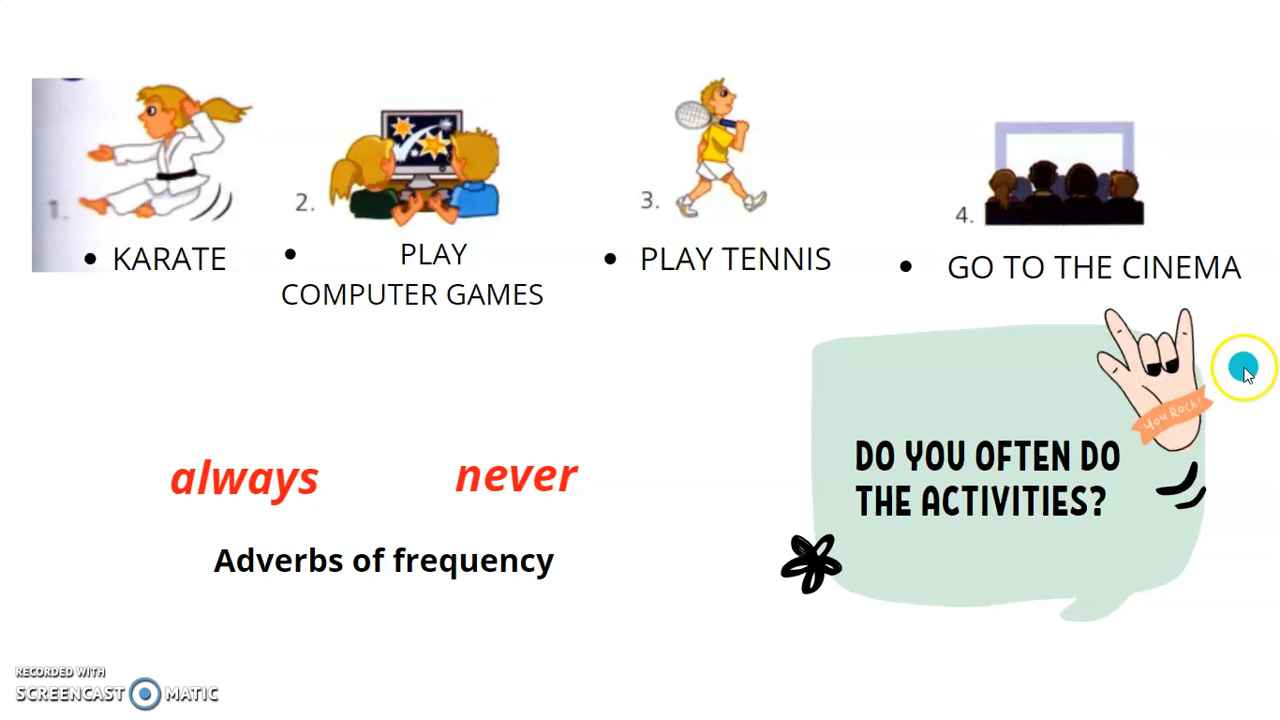 1.
• KARATE
2.
• PLAY
COMPUTER GAMES
3.
• PLAY TENNIS
4.
• GO TO THE CINEMA
You Rock!
DO YOU OFTEN DO
THE ACTIVITIES?
always never
Adverbs of frequency
RECORDED WITH
SCREENCAST MATIC